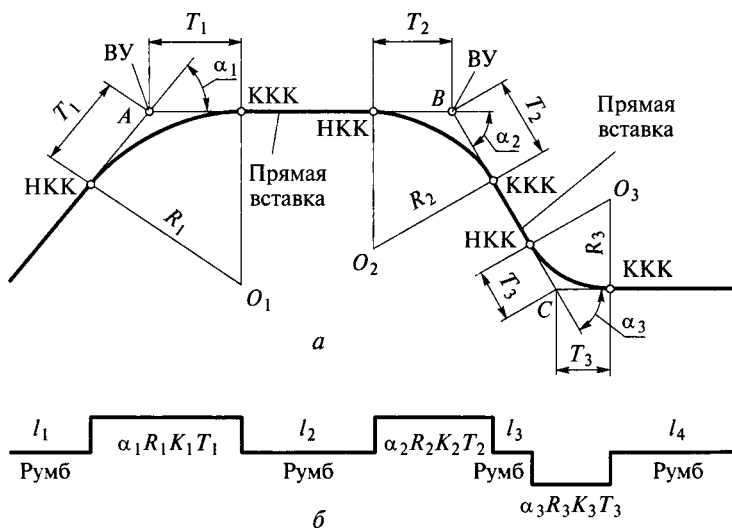 T₁
T₂
ВУ
α₁
ВУ
T₁
A
ККК
B
T₂
Прямая
вставка
НКК
α₂
Прямая
вставка
НКК
R₁
R₂
ККК
O₃
O₂
НКК
R₃
O₁
T₃
ККК
C
α₃
а
T₃
l₁
α₁R₁K₁T₁
l₂
α₂R₂K₂T₂
l₃
l₄
Румб
Румб
Румб
Румб
α₃R₃K₃T₃
б